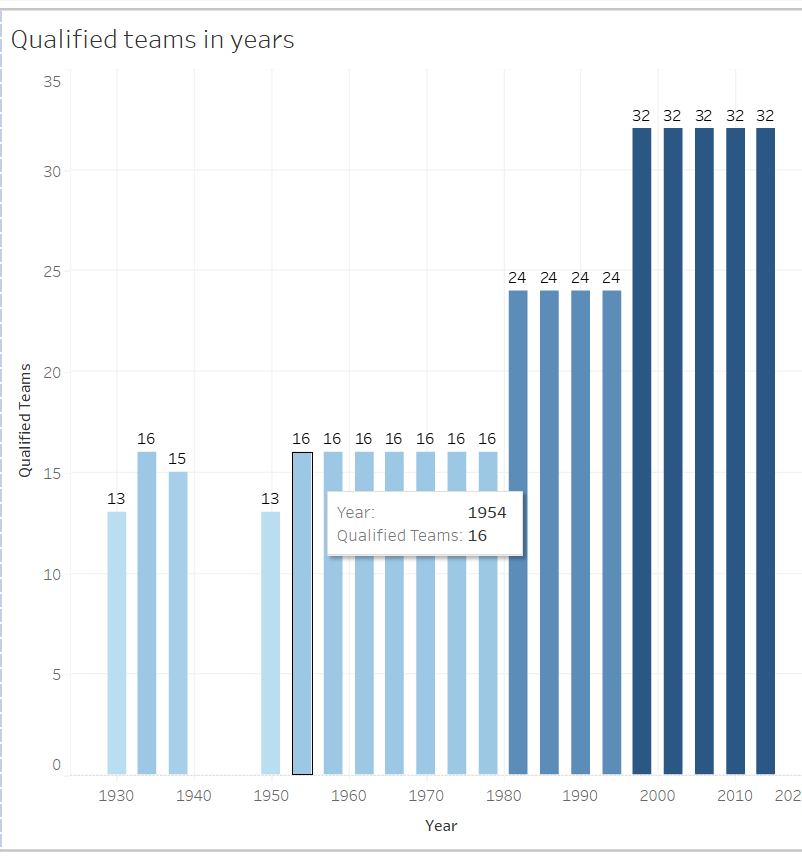 Qualified teams in years
35
32 32 32 32 32
30
24 24 24 24
25
20
16 16 16 16 16 16 16 16
15
15
13 13
Year: 1954
Qualified Teams: 16
10
5
0
Qualified Teams
1930 1940 1950 1960 1970 1980 1990 2000 2010 202
Year